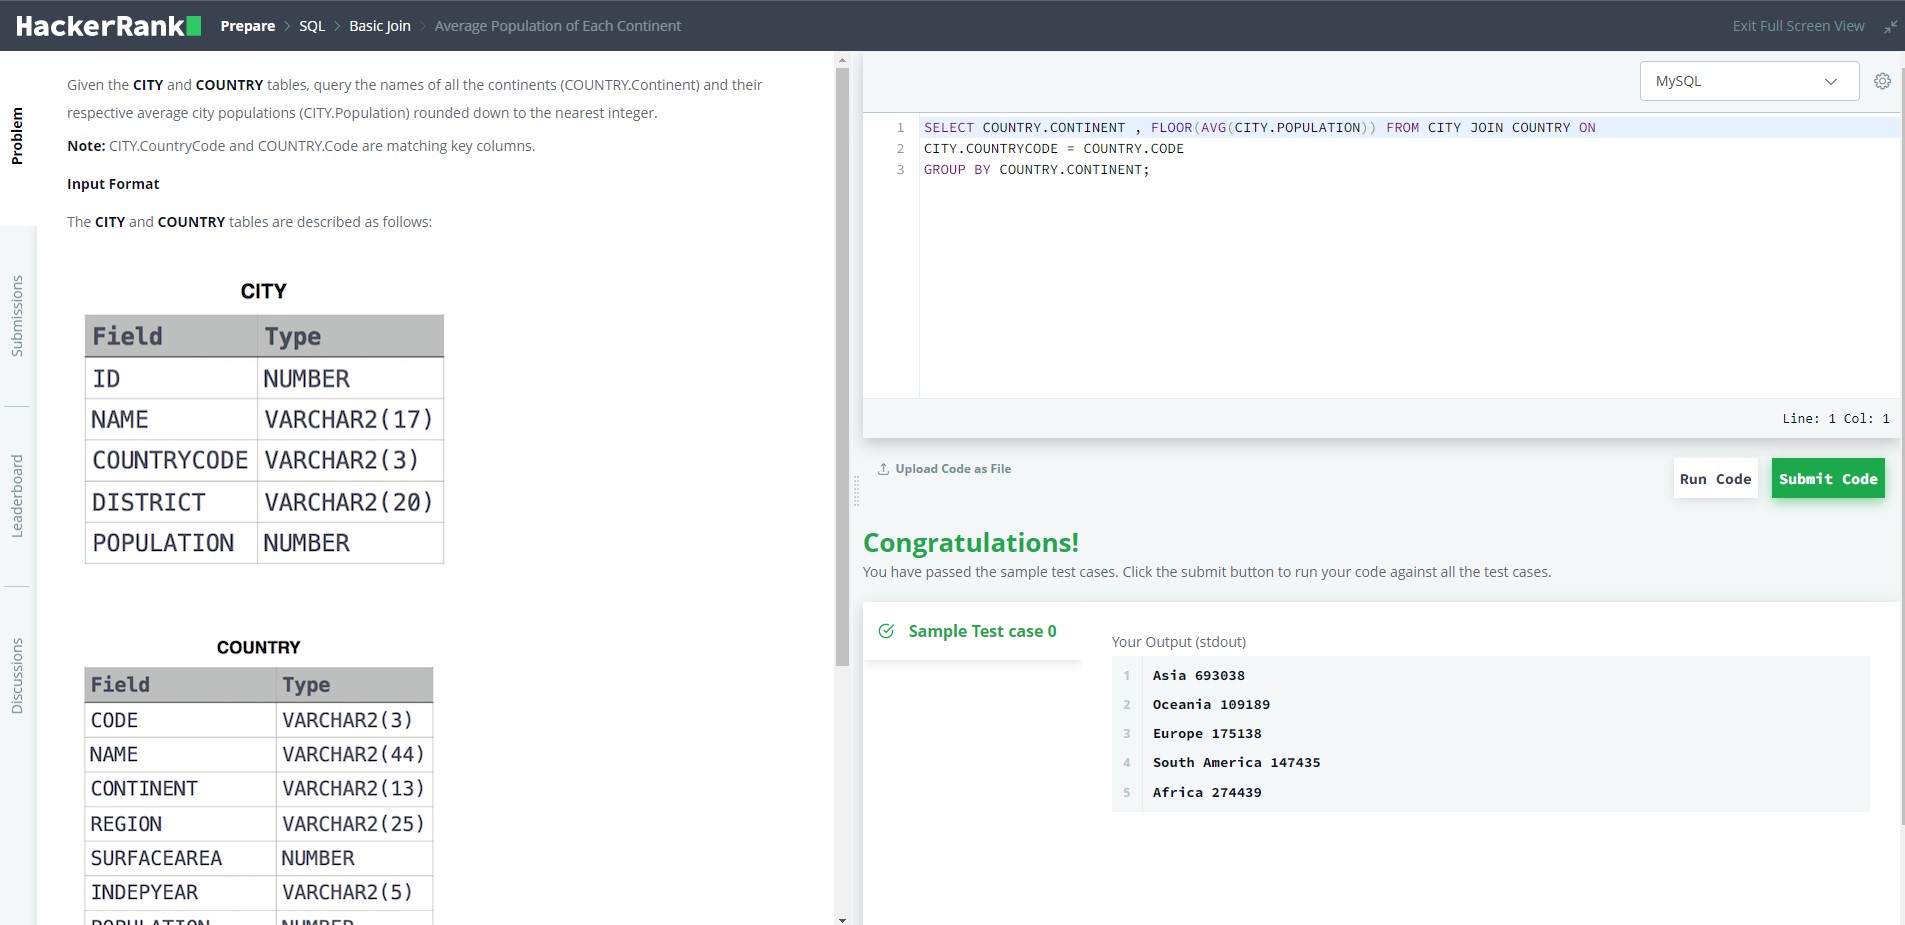 HackerRank
Prepare > SQL > Basic Join > Average Population of Each Continent
Exit Full Screen View
Problem
Submissions
Leaderboard
Discussions
Given the CITY and COUNTRY tables, query the names of all the continents (COUNTRY.Continent) and their
respective average city populations (CITY.Population) rounded down to the nearest integer.
Note: CITY.CountryCode and COUNTRY.Code are matching key columns.
Input Format
The CITY and COUNTRY tables are described as follows:
CITY
Field Type
ID NUMBER
NAME VARCHAR2(17)
COUNTRYCODE VARCHAR2(3)
DISTRICT VARCHAR2(20)
POPULATION NUMBER
COUNTRY
Field Type
CODE VARCHAR2(3)
NAME VARCHAR2(44)
CONTINENT VARCHAR2(13)
REGION VARCHAR2(25)
SURFACEAREA NUMBER
INDEPYEAR VARCHAR2(5)
POPULATION NUMBER
MySQL
1 SELECT COUNTRY.CONTINENT , FLOOR(AVG(CITY.POPULATION)) FROM CITY JOIN COUNTRY ON
2 CITY.COUNTRYCODE = COUNTRY.CODE
3 GROUP BY COUNTRY.CONTINENT;
Line: 1 Col: 1
Upload Code as File
Run Code
Submit Code
Congratulations!
You have passed the sample test cases. Click the submit button to run your code against all the test cases.
Sample Test case 0
Your Output (stdout)
1 Asia 693038
2 Oceania 109189
3 Europe 175138
4 South America 147435
5 Africa 274439